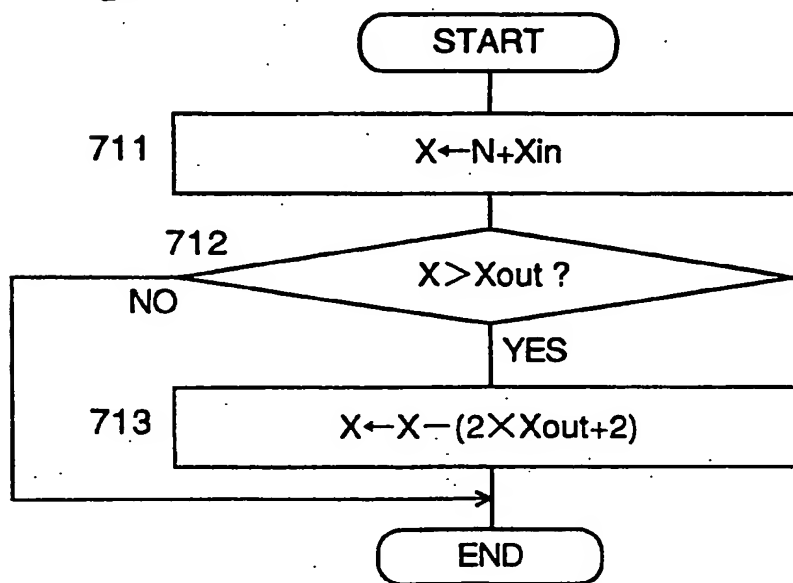 START
711
X←N+Xin
712
X>Xout ?
NO
YES
713
X←X−(2×Xout+2)
END